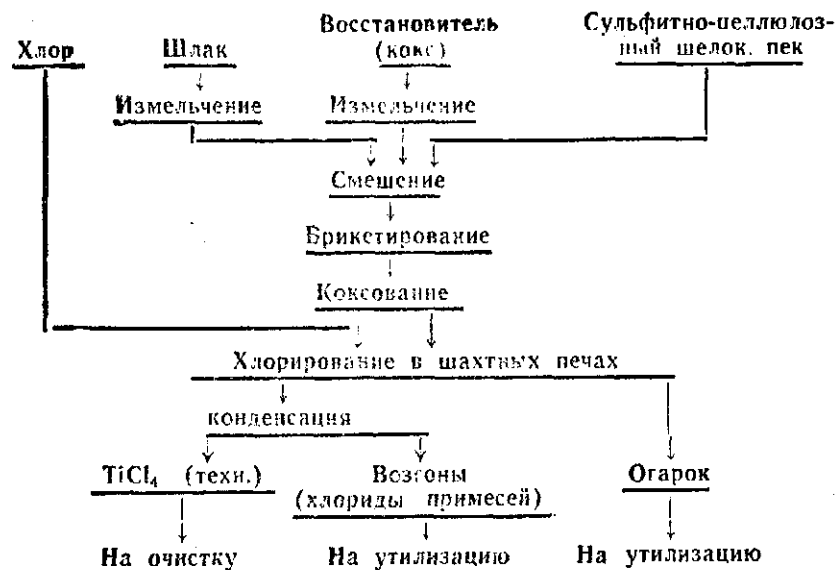 Хлор
Шлак
Восстановитель
(кокс)
Сульфитно-целлюлоз-
ный шелок, пек
Измельчение
Измельчение
Смешение
Брикетирование
Коксование
Хлорирование в шахтных печах
конденсация
TiCl₄ (техн.)
Возгоны
(хлориды примесей)
Огарок
На очистку
На утилизацию
На утилизацию